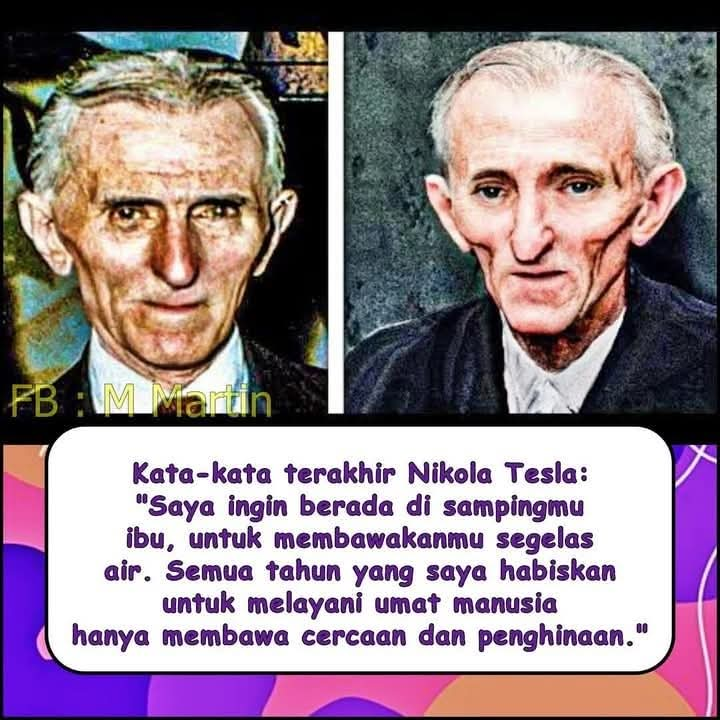 FB : M Martin
Kata-kata terakhir Nikola Tesla:
"Saya ingin berada di sampingmu
ibu, untuk membawakanmu segelas
air. Semua tahun yang saya habiskan
untuk melayani umat manusia
hanya membawa cercaan dan penghinaan."